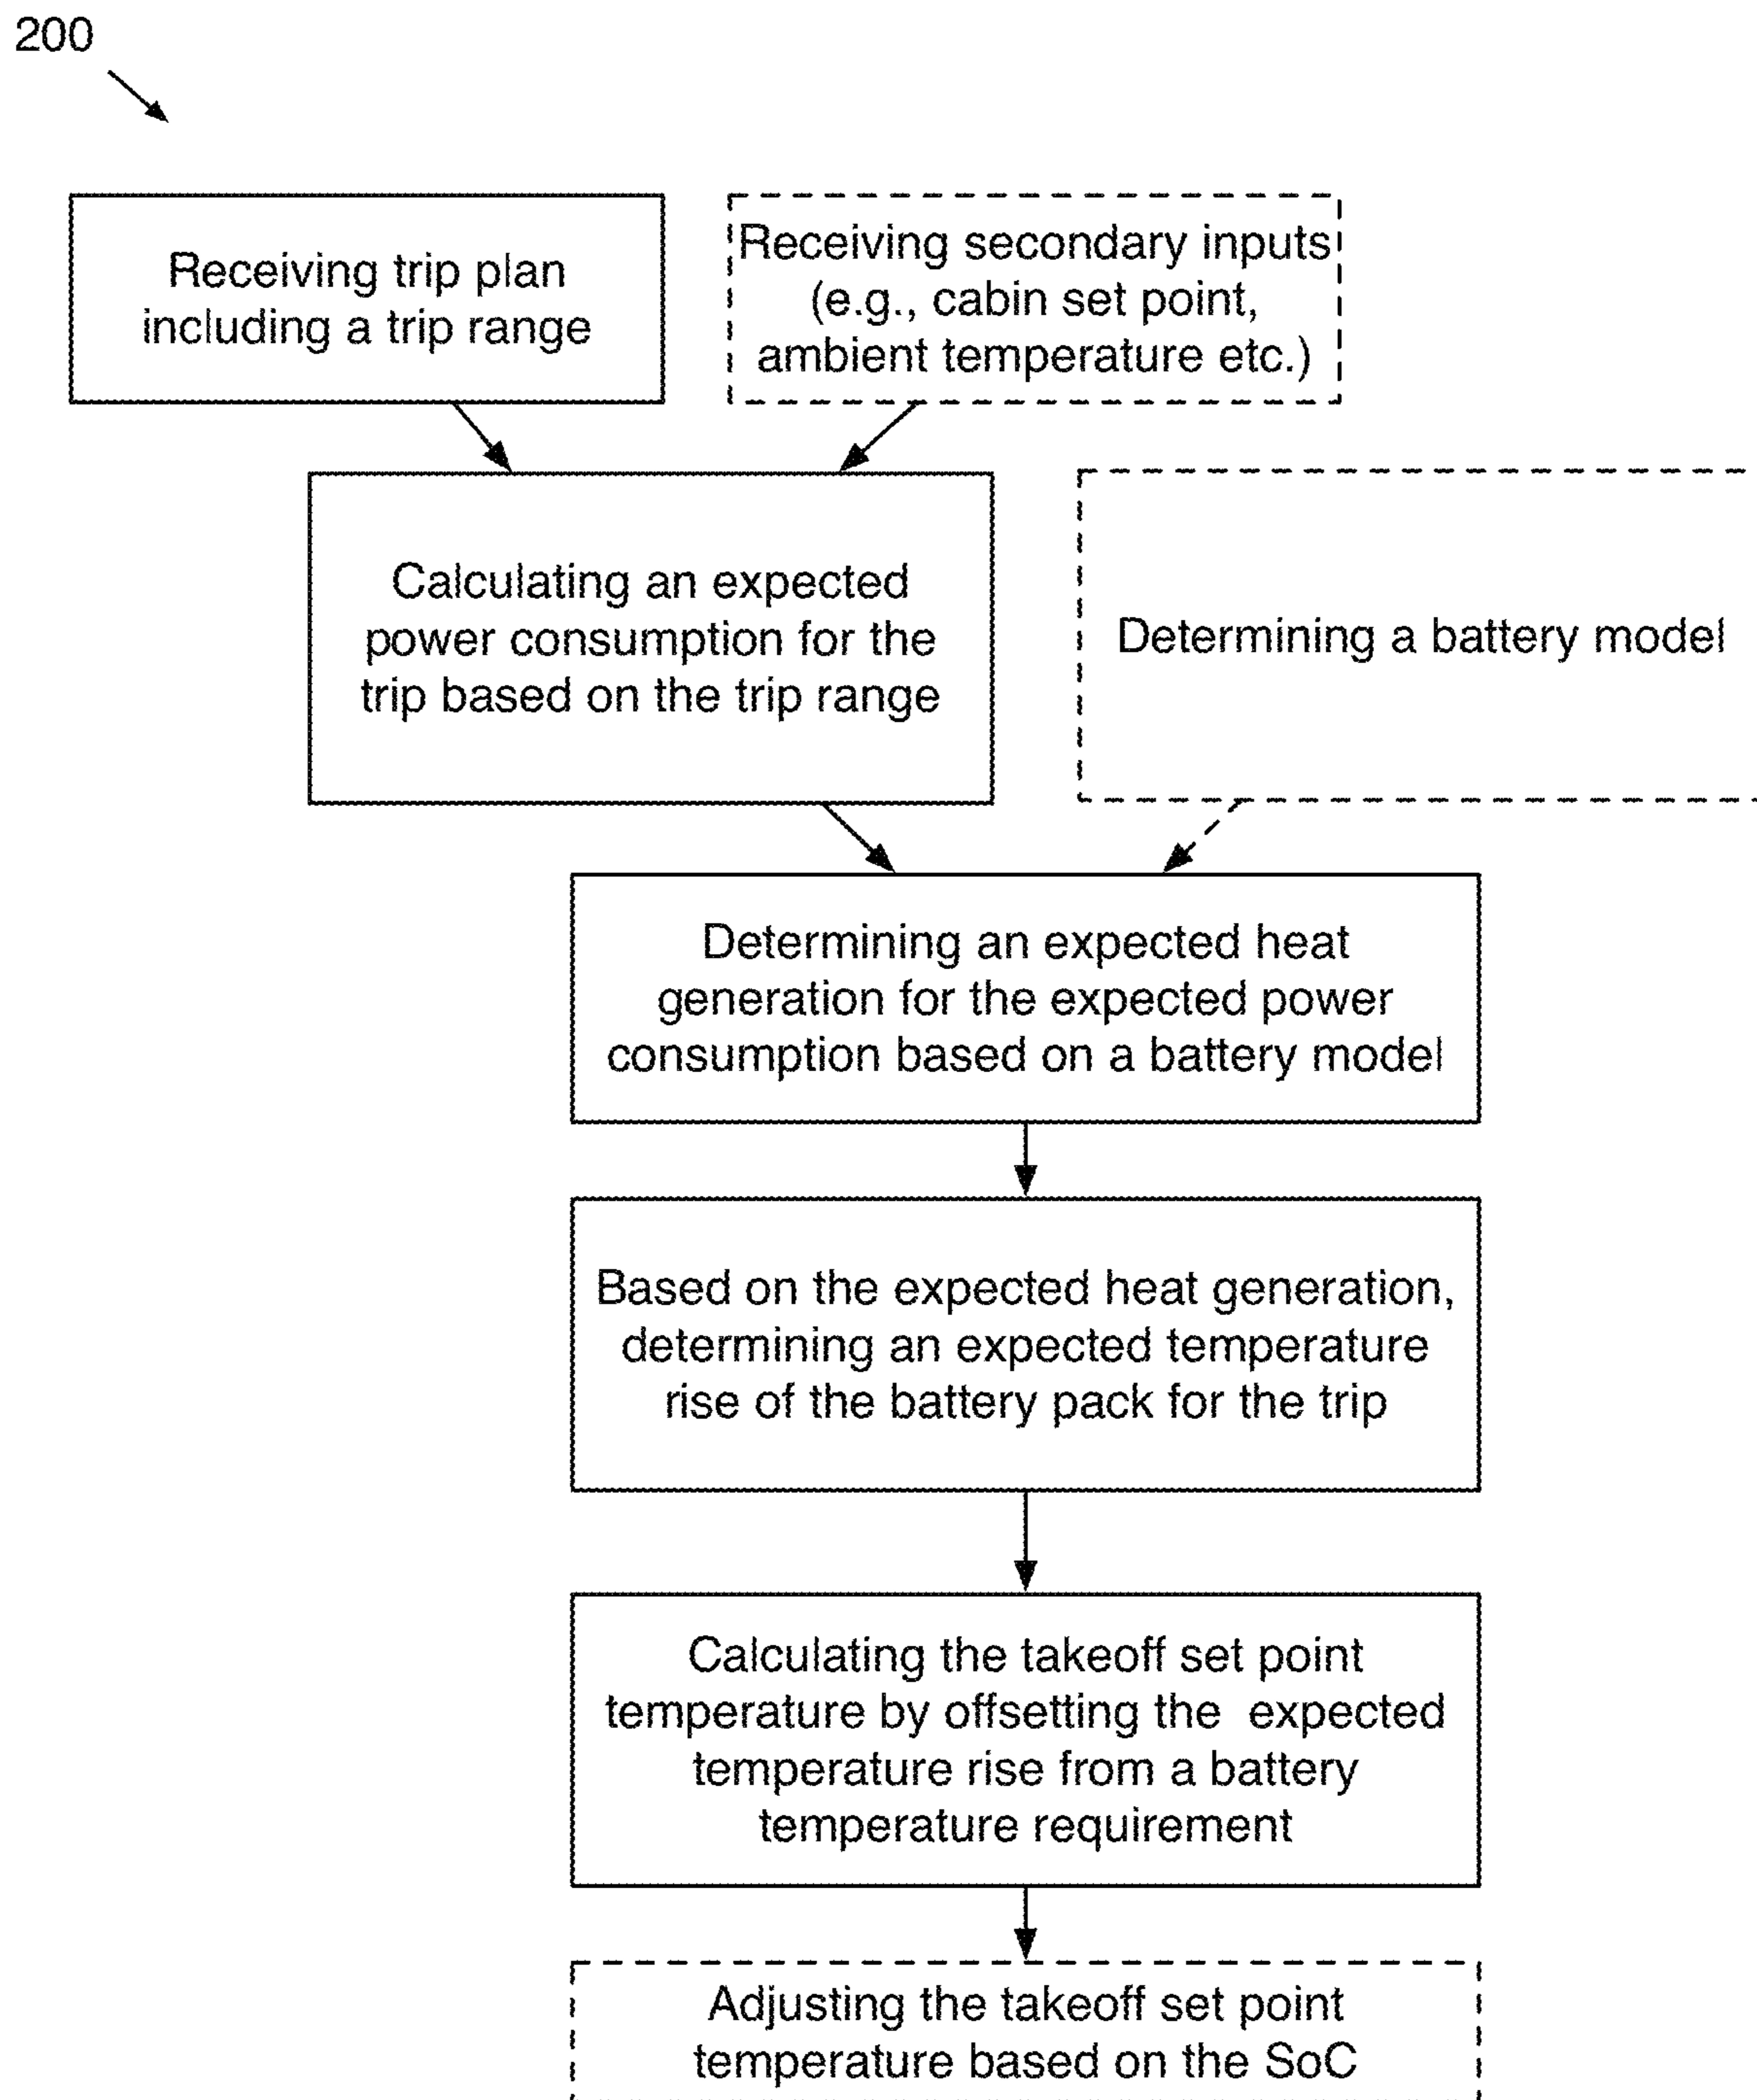 200
Receiving trip plan
including a trip range
Receiving secondary inputs
(e.g., cabin set point,
ambient temperature etc.)
Calculating an expected
power consumption for the
trip based on the trip range
Determining a battery model
Determining an expected heat
generation for the expected power
consumption based on a battery model
Based on the expected heat generation,
determining an expected temperature
rise of the battery pack for the trip
Calculating the takeoff set point
temperature by offsetting the expected
temperature rise from a battery
temperature requirement
Adjusting the takeoff set point
temperature based on the SoC